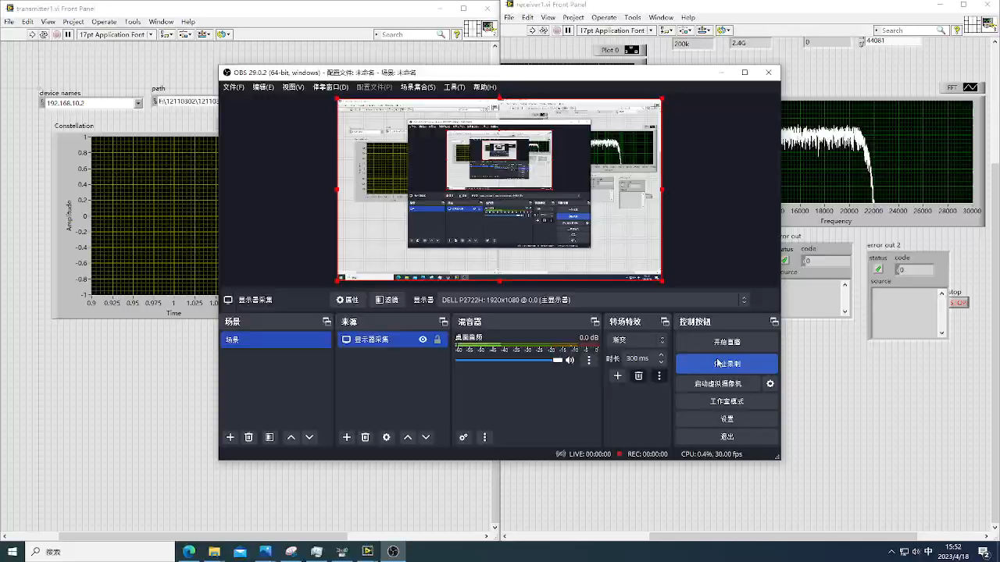 transmitter1.vi Front Panel
File Edit View Project Operate Tools Window Help
17pt Application Font
Search
device names
192.168.10.2
path
F:\12110302\121103
Constellation
1
0.8
0.6
0.4
0.2
0
-0.2
-0.4
-0.6
-0.8
-1
Amplitude
0.9 0.925 0.95 0.975 1 1.025 1.05
Time
receiver1.vi Front Panel
File Edit View Project Operate Tools Window Help
17pt Application Font
Search
200k
2.4G
0
44081
Plot 0
FFT
16000 18000 20000 22000 24000 26000 28000 30000
Frequency
error out
status code
0
source
error out 2
status code
0
source
stop
STOP
OBS 29.0.2 (64-bit, windows) - 配置文件: 未命名 - 场景: 未命名
文件(F) 编辑(E) 视图(V) 停靠窗口(D) 配置文件(P) 场景集合(S) 工具(T) 帮助(H)
显示器采集
属性
滤镜
显示器
DELL P2722H: 1920x1080 @ 0,0 (主显示器)
场景
场景
来源
显示器采集
混音器
桌面音频
0.0 dB
-60 -55 -50 -45 -40 -35 -30 -25 -20 -15 -10 -5 0
转场特效
渐变
时长 300 ms
控制按钮
开始直播
停止录制
启动虚拟摄像机
工作室模式
设置
退出
LIVE: 00:00:00
REC: 00:00:00
CPU: 0.4%, 30.00 fps
搜索
中
15:52
2023/4/18
2